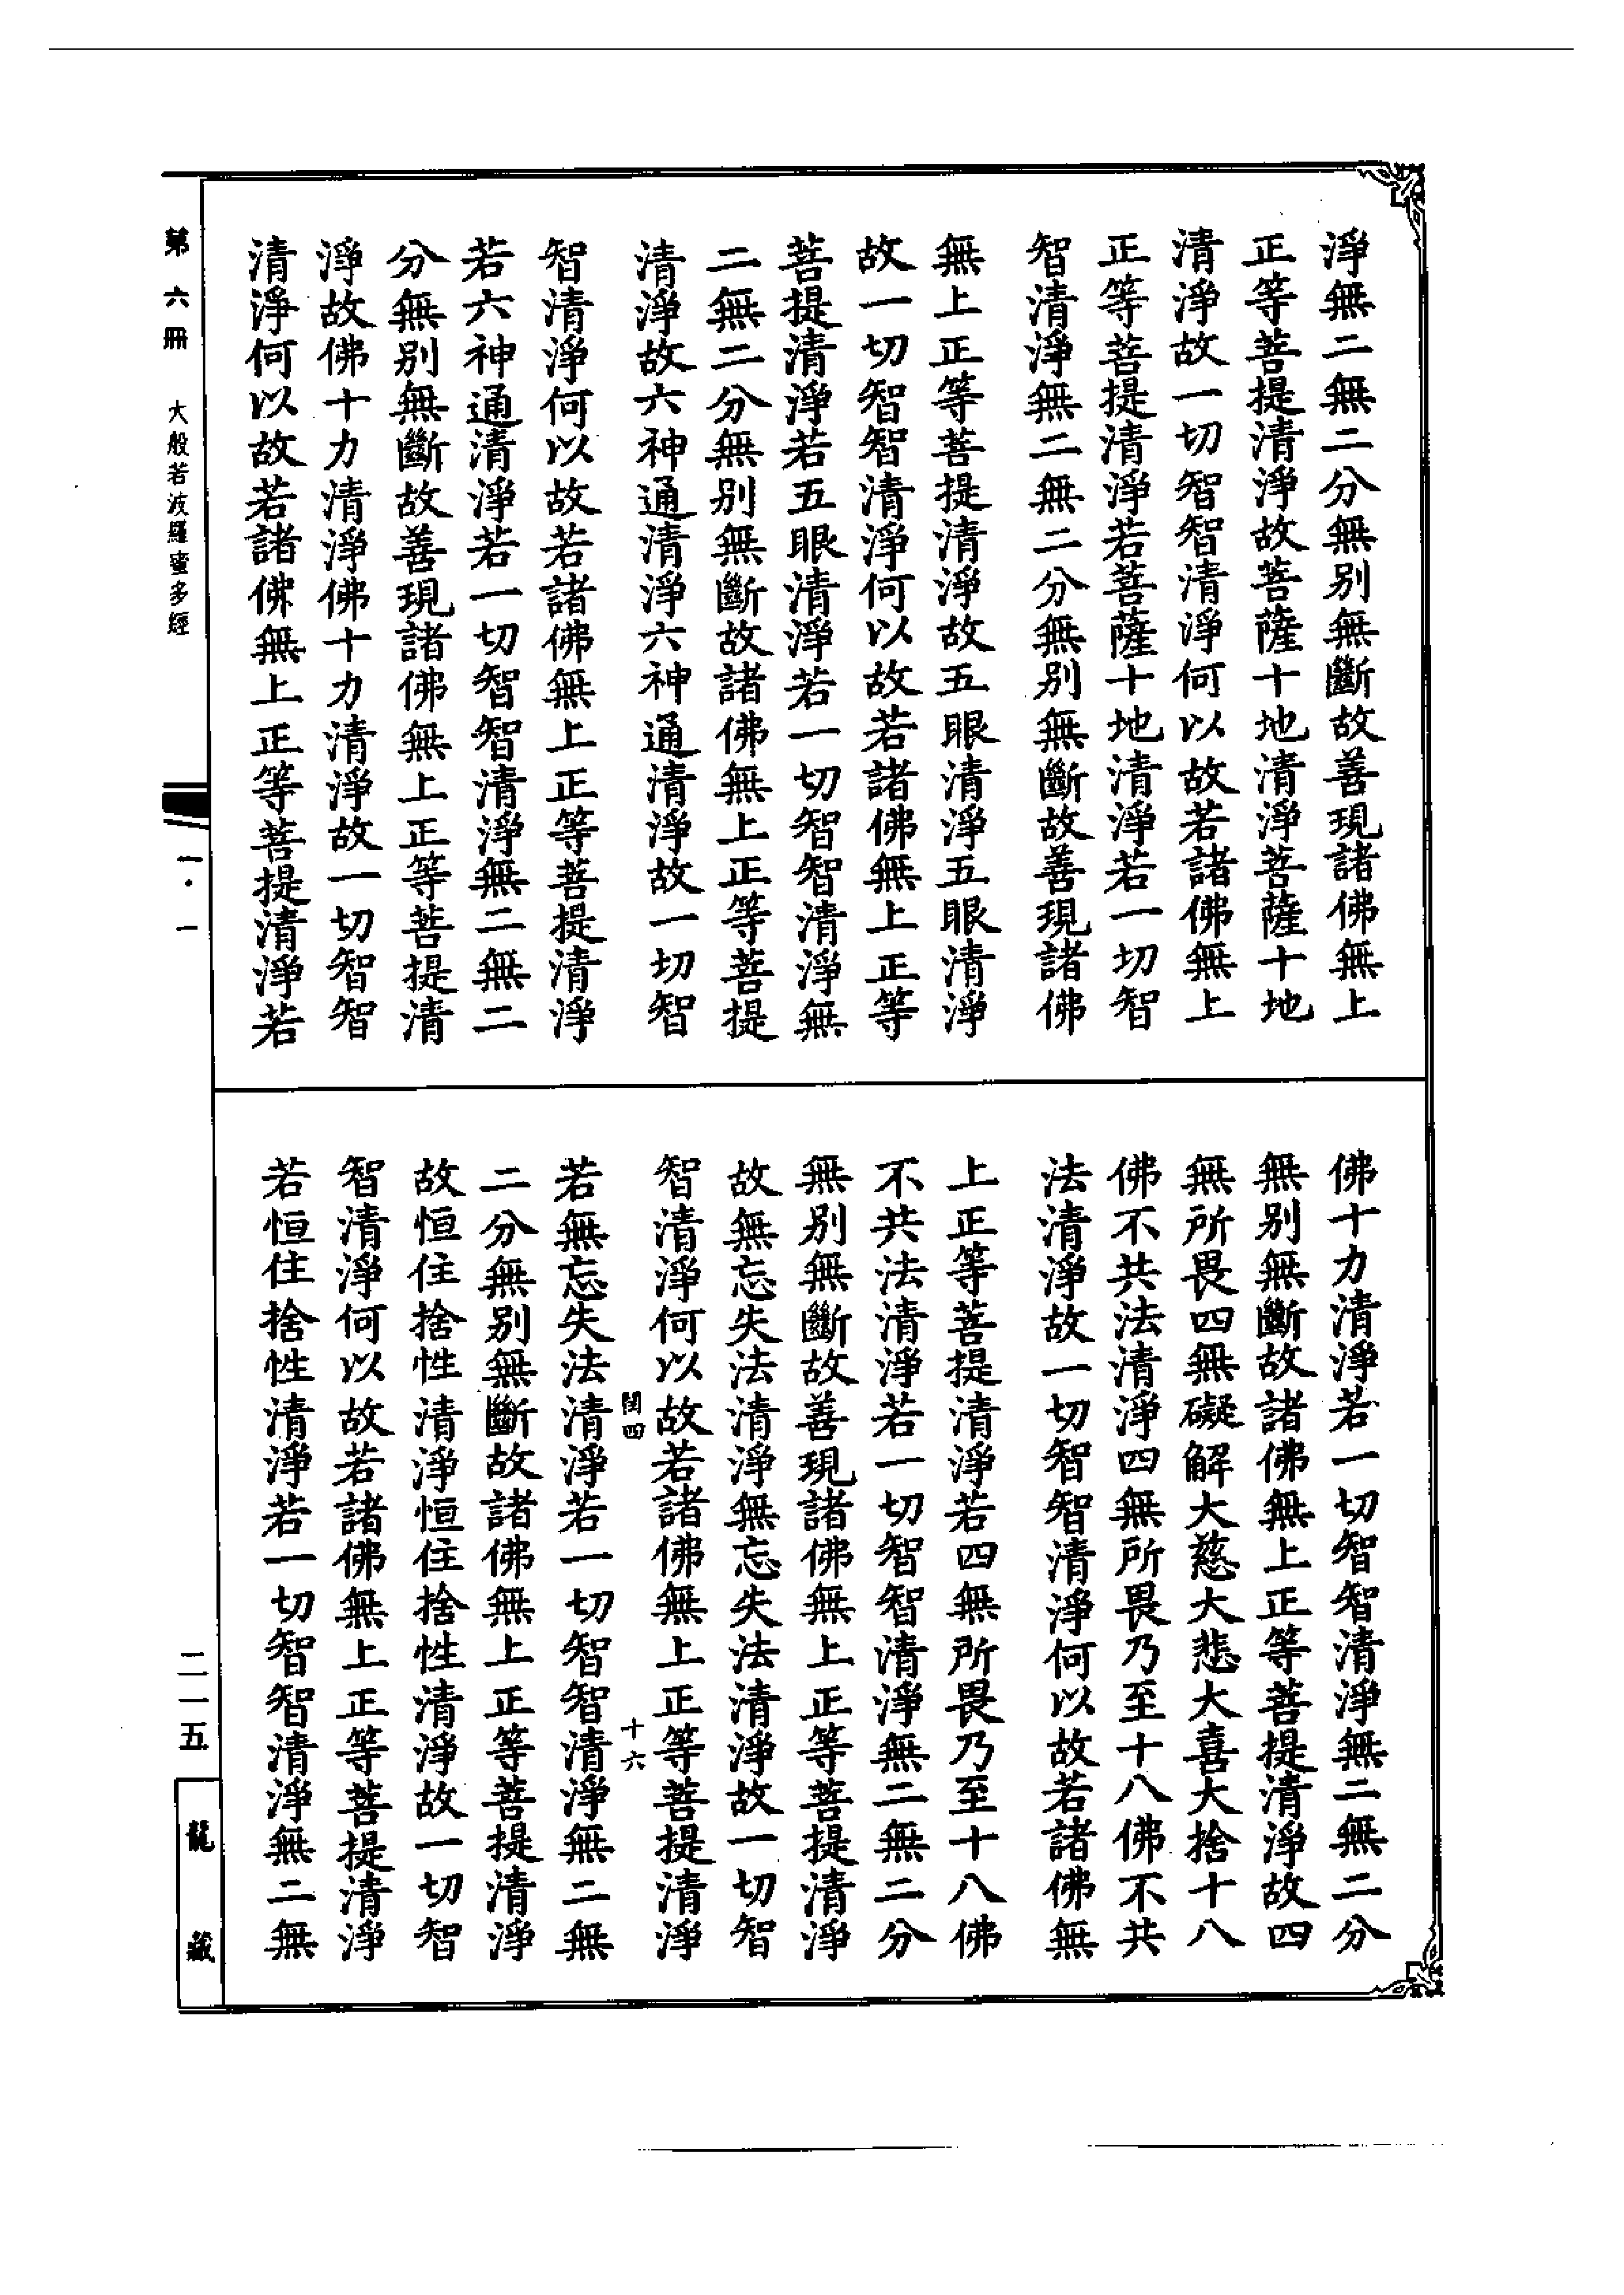 淨無二無二分無別無斷故善現諸佛無上
正等菩提清淨故菩薩十地清淨菩薩十地
清淨故一切智智清淨何以故若諸佛無上
正等菩提清淨若菩薩十地清淨若一切智
智清淨無二無二分無別無斷故善現諸佛
無上正等菩提清淨故五眼清淨五眼清淨
故一切智智清淨何以故若諸佛無上正等
菩提清淨若五眼清淨若一切智智清淨無
二無二分無別無斷故諸佛無上正等菩提
清淨故六神通清淨六神通清淨故一切智
智清淨何以故若諸佛無上正等菩提清淨
若六神通清淨若一切智智清淨無二無二
分無別無斷故善現諸佛無上正等菩提清
淨故佛十力清淨佛十力清淨故一切智智
清淨何以故若諸佛無上正等菩提清淨若
佛十力清淨若一切智智清淨無二無二分
無別無斷故諸佛無上正等菩提清淨故四
無所畏四無礙解大慈大悲大喜大捨十八
佛不共法清淨四無所畏乃至十八佛不共
法清淨故一切智智清淨何以故若諸佛無
上正等菩提清淨若四無所畏乃至十八佛
不共法清淨若一切智智清淨無二無二分
無別無斷故善現諸佛無上正等菩提清淨
故無忘失法清淨無忘失法清淨故一切智
智清淨何以故若諸佛無上正等菩提清淨
閏四 十六
若無忘失法清淨若一切智智清淨無二無
二分無別無斷故諸佛無上正等菩提清淨
故恒住捨性清淨恒住捨性清淨故一切智
智清淨何以故若諸佛無上正等菩提清淨
若恒住捨性清淨若一切智智清淨無二無
第六冊 大般若波羅蜜多經 一·一 二一五 龍藏